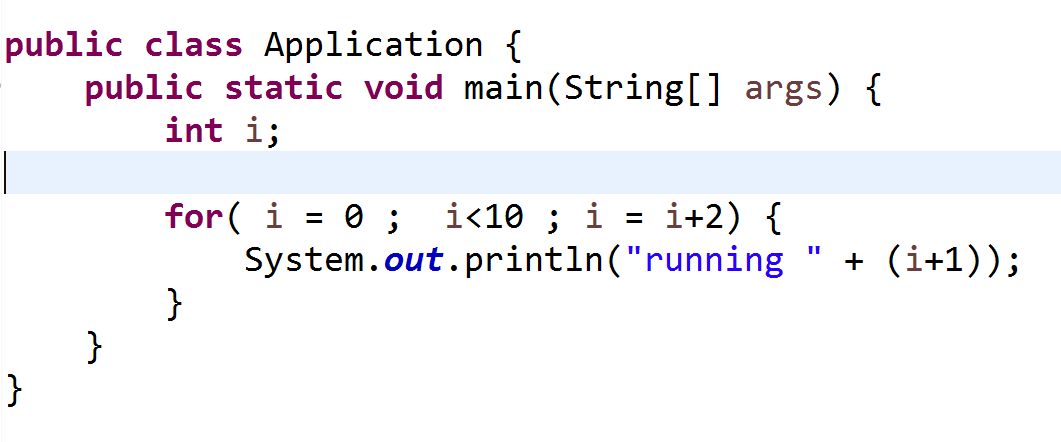 public class Application {
    public static void main(String[] args) {
        int i;
        for( i = 0 ;  i<10 ; i = i+2) {
            System.out.println("running " + (i+1));
        }
    }
}